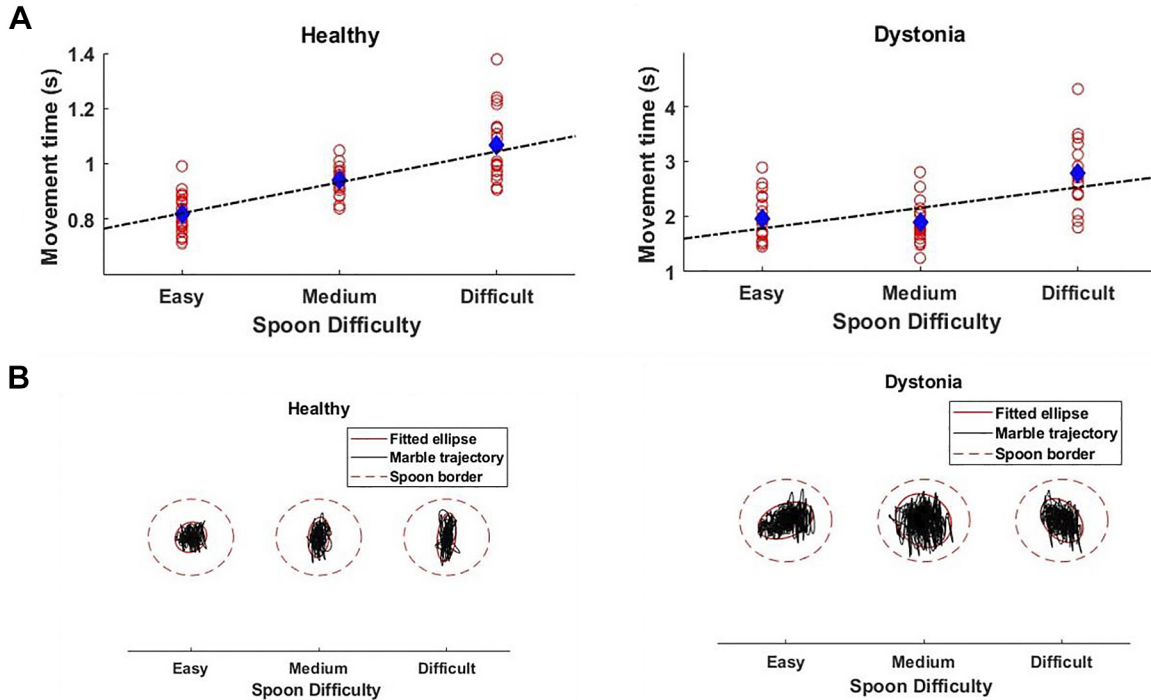 A
Healthy
Movement time (s)
1.4
1.2
1
0.8
Easy Medium Difficult
Spoon Difficulty
Dystonia
Movement time (s)
4
3
2
1
Easy Medium Difficult
Spoon Difficulty
B
Healthy
Fitted ellipse
Marble trajectory
Spoon border
Easy Medium Difficult
Spoon Difficulty
Dystonia
Fitted ellipse
Marble trajectory
Spoon border
Easy Medium Difficult
Spoon Difficulty